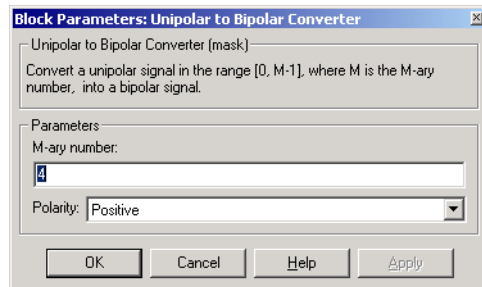 Block Parameters: Unipolar to Bipolar Converter
Unipolar to Bipolar Converter (mask)
Convert a unipolar signal in the range [0, M-1], where M is the M-ary
number, into a bipolar signal.
Parameters
M-ary number:
4
Polarity: Positive
OK Cancel Help Apply